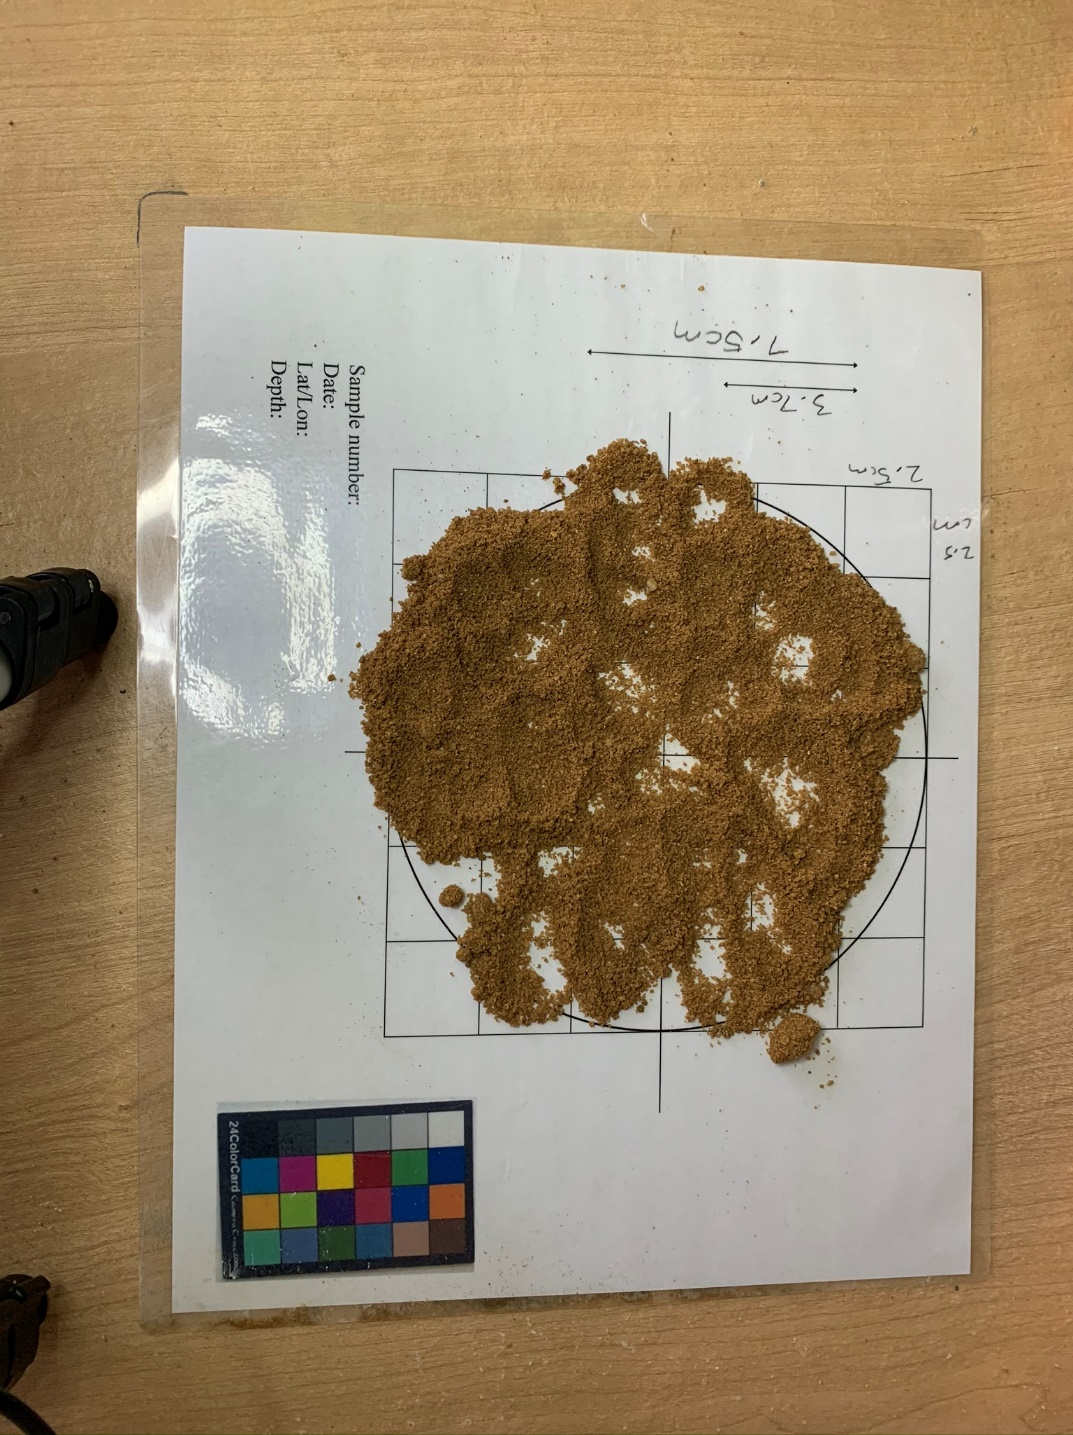 Sample number:
Date:
Lat/Lon:
Depth:
7.5cm
3.7cm
2.5cm
2.5
cm
24ColorCard